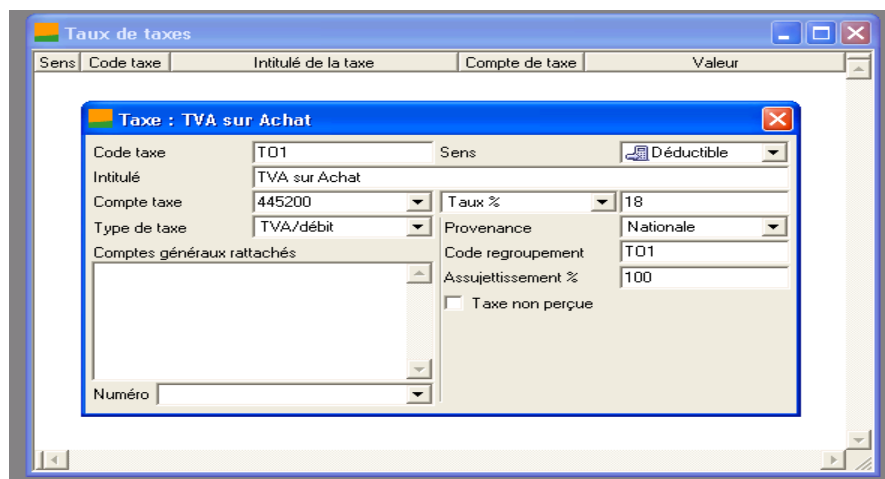 Taux de taxes
Sens Code taxe Intitulé de la taxe Compte de taxe Valeur
Taxe : TVA sur Achat
Code taxe T01 Sens Déductible
Intitulé TVA sur Achat
Compte taxe 445200 Taux % 18
Type de taxe TVA/débit Provenance Nationale
Comptes généraux rattachés Code regroupement T01
Assujettissement % 100
Taxe non perçue
Numéro